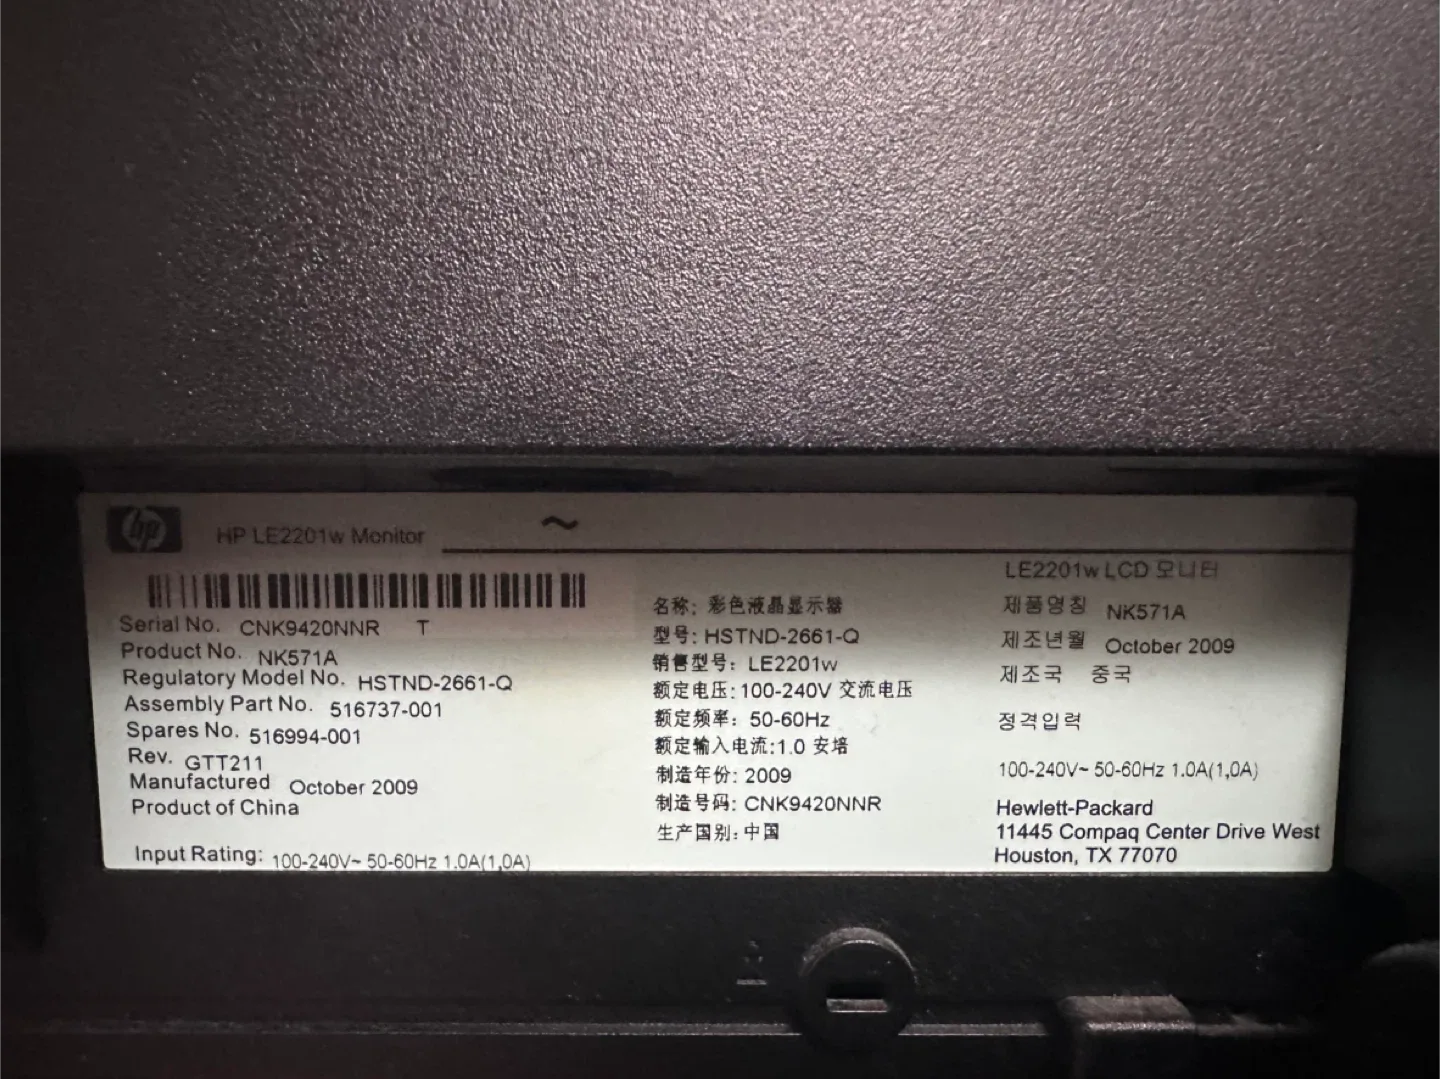 hp HP LE2201w Monitor ~
Serial No. CNK9420NNR T
Product No. NK571A
Regulatory Model No. HSTND-2661-Q
Assembly Part No. 516737-001
Spares No. 516994-001
Rev. GTT211
Manufactured October 2009
Product of China
Input Rating: 100-240V~ 50-60Hz 1.0A(1,0A)
名称: 彩色液晶显示器
型号: HSTND-2661-Q
销售型号: LE2201w
额定电压: 100-240V 交流电压
额定频率: 50-60Hz
额定输入电流:1.0 安培
制造年份: 2009
制造号码: CNK9420NNR
生产国别: 中国
LE2201w LCD 모니터
제품명칭 NK571A
제조년월 October 2009
제조국 중국
정격입력
100-240V~ 50-60Hz 1.0A(1,0A)
Hewlett-Packard
11445 Compaq Center Drive West
Houston, TX 77070